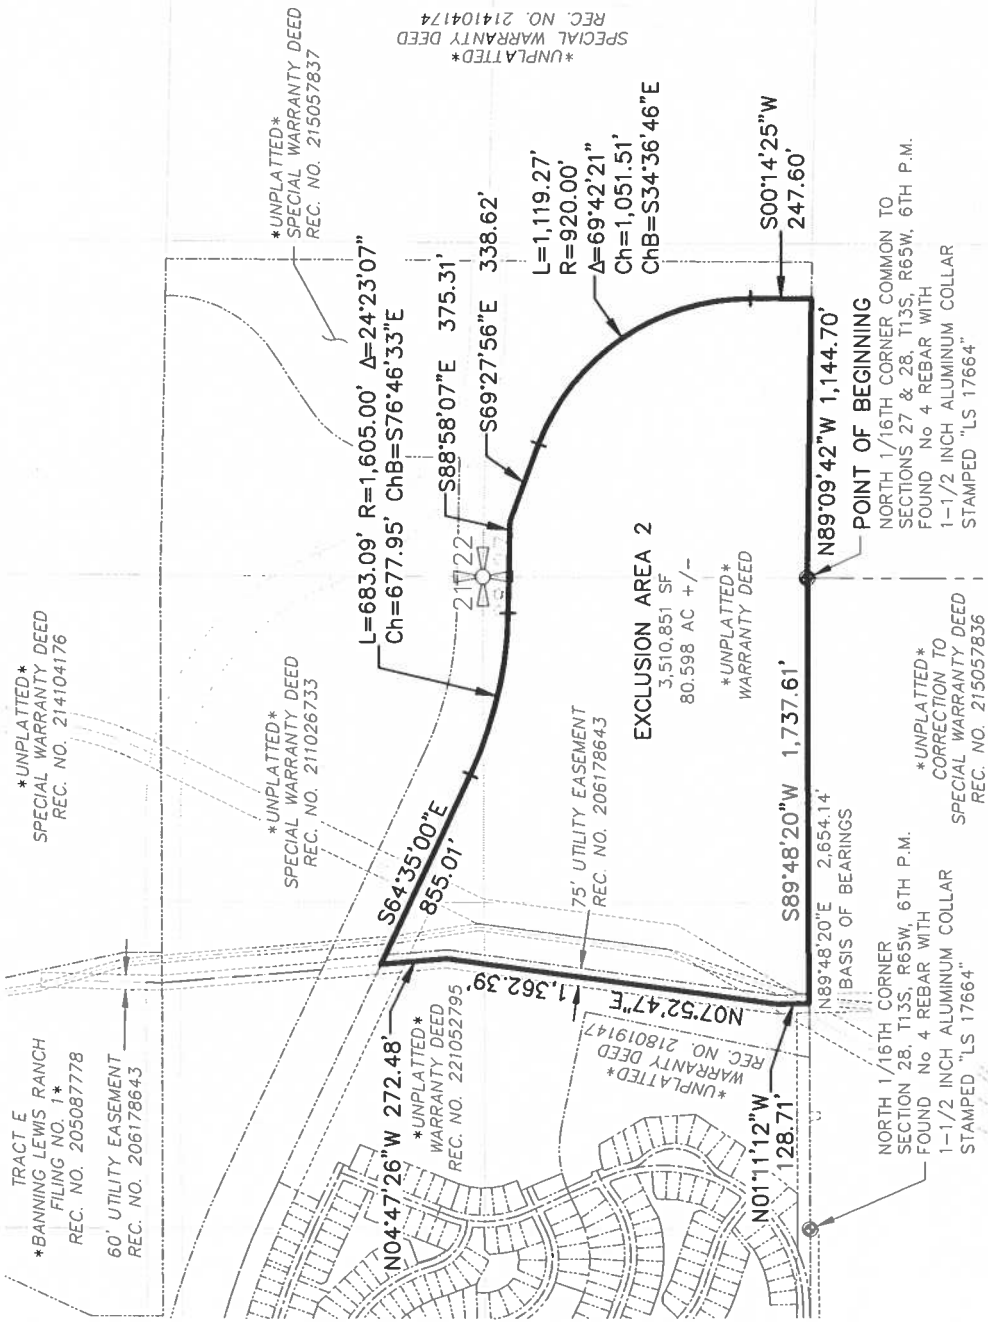 TRACT E
*BANNING LEWIS RANCH
FILING NO. 1*
REC. NO. 205087778
60' UTILITY EASEMENT
REC. NO. 206178643
*UNPLATTED*
SPECIAL WARRANTY DEED
REC. NO. 214104176
*UNPLATTED*
SPECIAL WARRANTY DEED
REC. NO. 211026733
*UNPLATTED*
SPECIAL WARRANTY DEED
REC. NO. 215057837
*UNPLATTED*
SPECIAL WARRANTY DEED
REC. NO. 214104174
L=683.09' R=1,605.00' Δ=24°23'07"
Ch=677.95' ChB=S76°46'33"E
S88°58'07"E 375.31'
S69°27'56"E 338.62'
L=1,119.27'
R=920.00'
Δ=69°42'21"
Ch=1,051.51'
ChB=S34°36'46"E
S00°14'25"W
247.60'
21 22
S64°35'00"E
855.01'
N04°47'26"W 272.48'
*UNPLATTED*
WARRANTY DEED
REC. NO. 221052795
1,362.39'
N07°52'47"E
75' UTILITY EASEMENT
REC. NO. 206178643
*UNPLATTED*
WARRANTY DEED
REC. NO. 218019147
EXCLUSION AREA 2
3,510,851 SF
80.598 AC +/-
*UNPLATTED*
WARRANTY DEED
N01°11'12"W
128.71'
S89°48'20"W 1,737.61'
N89°48'20"E 2,654.14'
BASIS OF BEARINGS
N89°09'42"W 1,144.70'
POINT OF BEGINNING
NORTH 1/16TH CORNER COMMON TO
SECTIONS 27 & 28, T13S, R65W, 6TH P.M.
FOUND No 4 REBAR WITH
1-1/2 INCH ALUMINUM COLLAR
STAMPED "LS 17664"
NORTH 1/16TH CORNER
SECTION 28, T13S, R65W, 6TH P.M.
FOUND No 4 REBAR WITH
1-1/2 INCH ALUMINUM COLLAR
STAMPED "LS 17664"
*UNPLATTED*
CORRECTION TO
SPECIAL WARRANTY DEED
REC. NO. 215057836